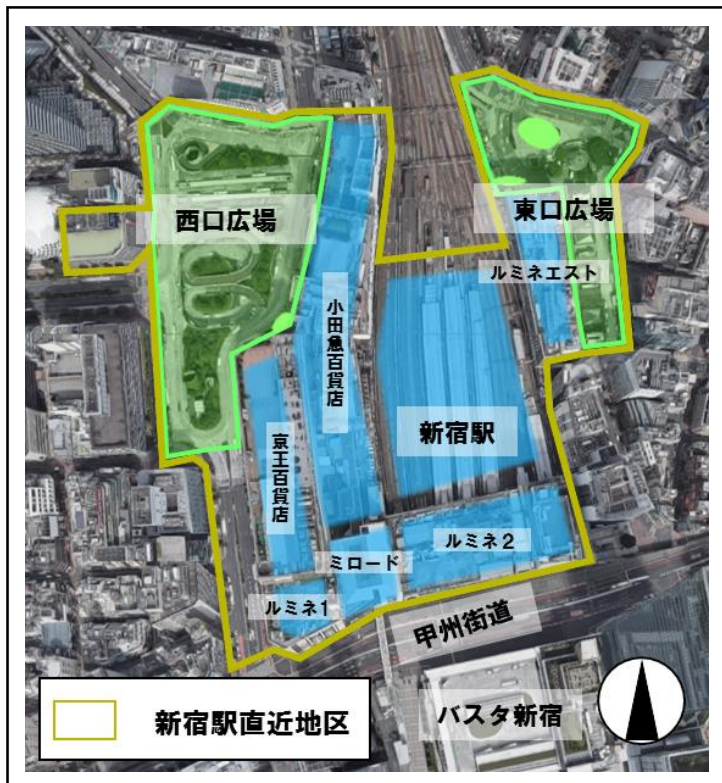 西口広場
東口広場
ルミネエスト
小田急百貨店
新宿駅
京王百貨店
ルミネ2
ミロード
ルミネ1
甲州街道
バスタ新宿
新宿駅直近地区